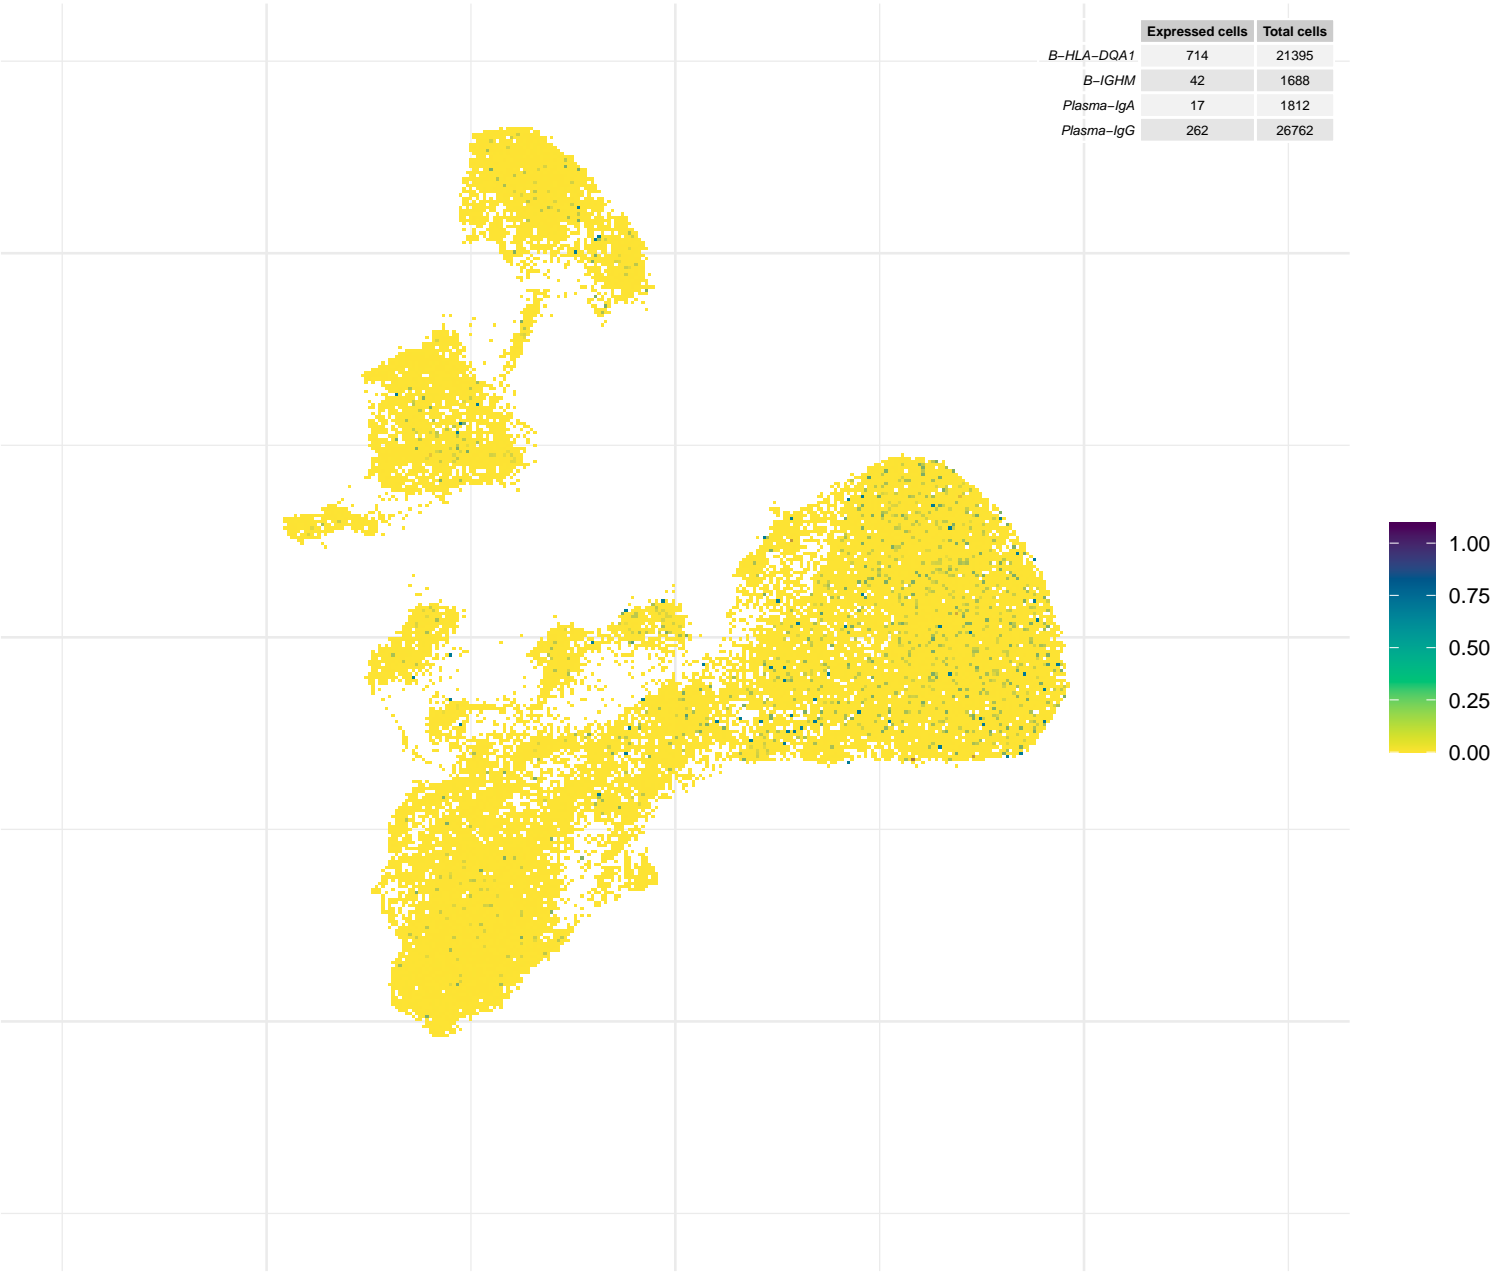 Expressed cells Total cells
B-HLA-DQA1 714 21395
B-IGHM 42 1688
Plasma-IgA 17 1812
Plasma-IgG 262 26762
1.00
0.75
0.50
0.25
0.00